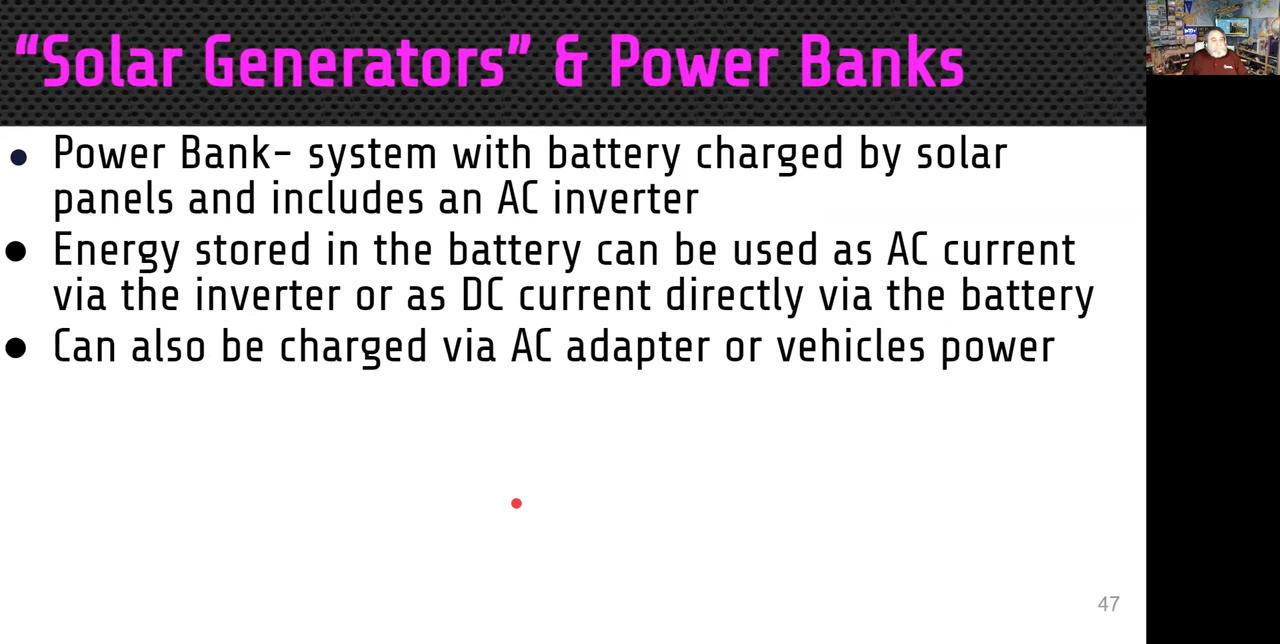 “Solar Generators” & Power Banks
● Power Bank– system with battery charged by solar
panels and includes an AC inverter
● Energy stored in the battery can be used as AC current
via the inverter or as DC current directly via the battery
● Can also be charged via AC adapter or vehicles power
47